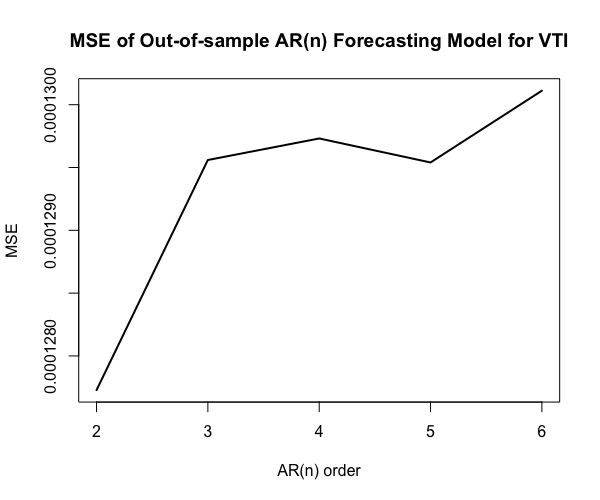 MSE of Out-of-sample AR(n) Forecasting Model for VTI
MSE
0.0001300
0.0001290
0.0001280
2 3 4 5 6
AR(n) order